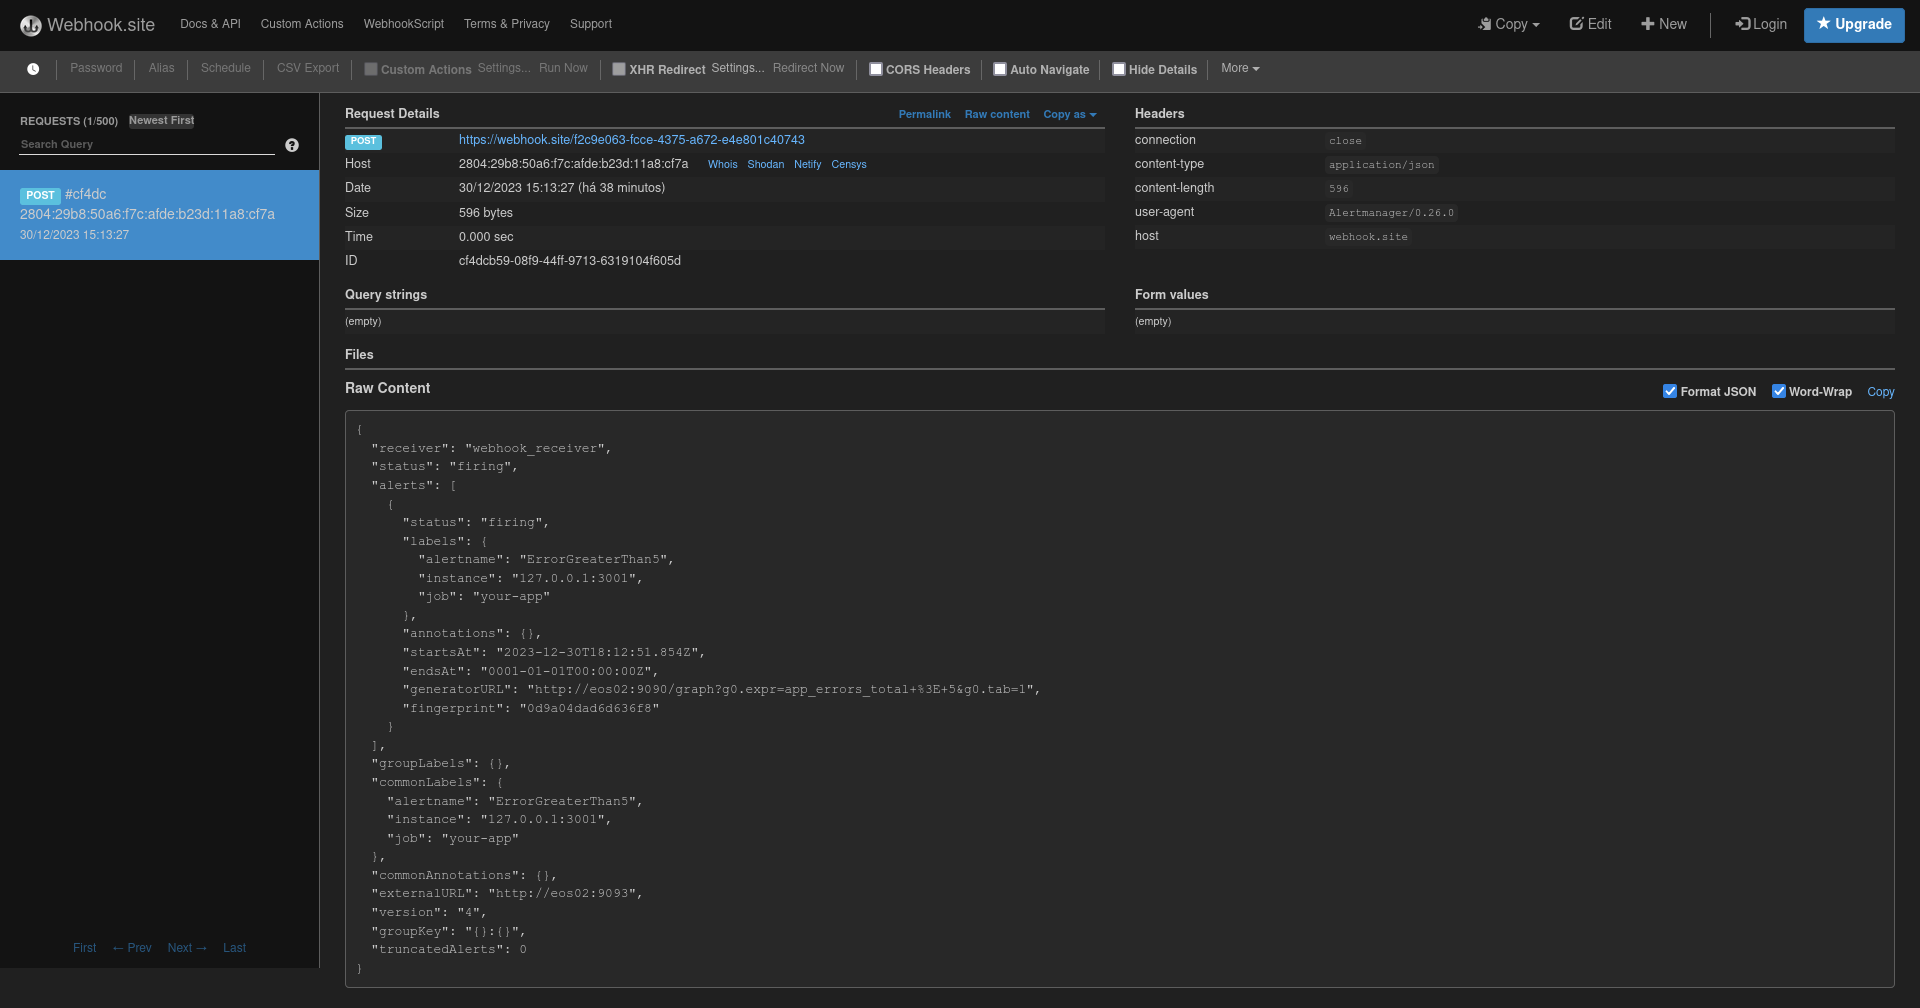 Webhook.site Docs & API Custom Actions WebhookScript Terms & Privacy Support Copy Edit New Login Upgrade
Password Alias Schedule CSV Export Custom Actions Settings... Run Now XHR Redirect Settings... Redirect Now CORS Headers Auto Navigate Hide Details More
REQUESTS (1/500) Newest First
Search Query
POST #cf4dc
2804:29b8:50a6:f7c:afde:b23d:11a8:cf7a
30/12/2023 15:13:27
First ← Prev Next → Last
Request Details Permalink Raw content Copy as
POST https://webhook.site/f2c9e063-fcce-4375-a672-e4e801c40743
Host 2804:29b8:50a6:f7c:afde:b23d:11a8:cf7a Whois Shodan Netify Censys
Date 30/12/2023 15:13:27 (há 38 minutos)
Size 596 bytes
Time 0.000 sec
ID cf4dcb59-08f9-44ff-9713-6319104f605d
Headers
connection close
content-type application/json
content-length 596
user-agent Alertmanager/0.26.0
host webhook.site
Query strings
(empty)
Form values
(empty)
Files
Raw Content Format JSON Word-Wrap Copy
{
"receiver": "webhook_receiver",
"status": "firing",
"alerts": [
{
"status": "firing",
"labels": {
"alertname": "ErrorGreaterThan5",
"instance": "127.0.0.1:3001",
"job": "your-app"
},
"annotations": {},
"startsAt": "2023-12-30T18:12:51.854Z",
"endsAt": "0001-01-01T00:00:00Z",
"generatorURL": "http://eos02:9090/graph?g0.expr=app_errors_total+%3E+5&g0.tab=1",
"fingerprint": "0d9a04dad6d636f8"
}
],
"groupLabels": {},
"commonLabels": {
"alertname": "ErrorGreaterThan5",
"instance": "127.0.0.1:3001",
"job": "your-app"
},
"commonAnnotations": {},
"externalURL": "http://eos02:9093",
"version": "4",
"groupKey": "{}:{}",
"truncatedAlerts": 0
}